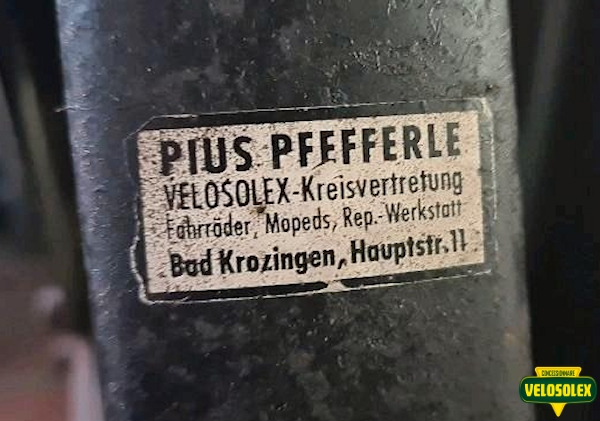 PIUS PFEFFERLE
VELOSOLEX-Kreisvertretung
Fahrräder, Mopeds, Rep.-Werkstatt
Bad Krozingen, Hauptstr. 11
CONCESSIONNAIRE
VELOSOLEX